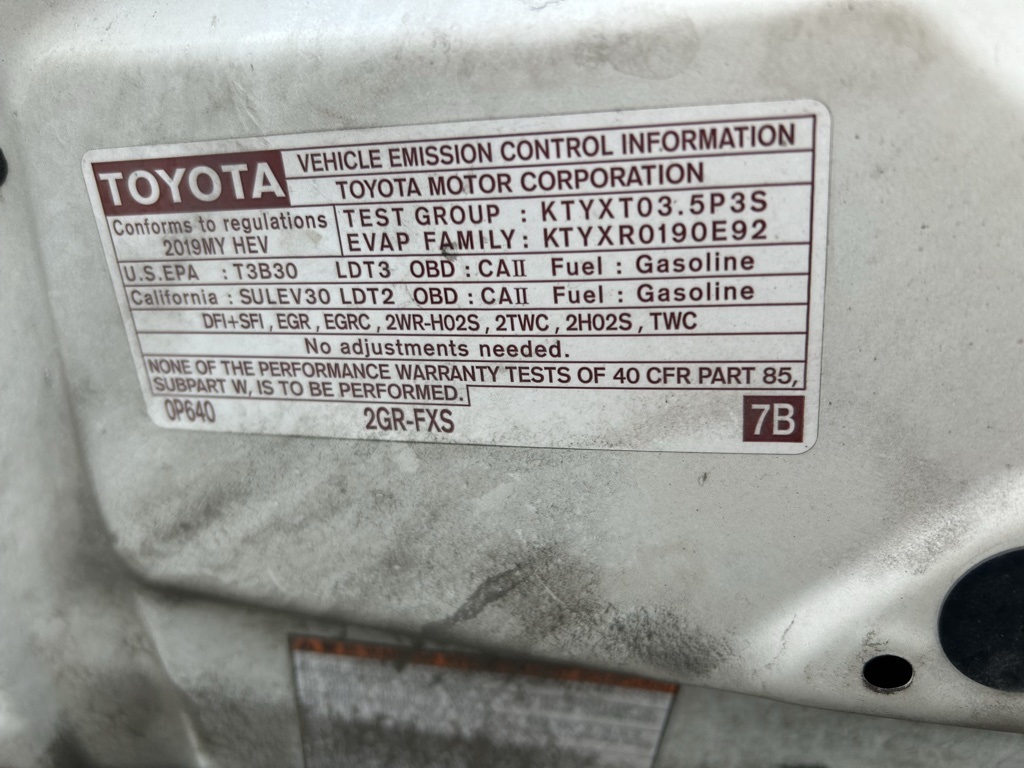 TOYOTA
VEHICLE EMISSION CONTROL INFORMATION
TOYOTA MOTOR CORPORATION
Conforms to regulations
2019MY HEV
TEST GROUP : KTYXT03.5P3S
EVAP FAMILY: KTYXR0190E92
U.S.EPA : T3B30 LDT3 OBD : CAII Fuel : Gasoline
California : SULEV30 LDT2 OBD : CAII Fuel : Gasoline
DFI+SFI , EGR , EGRC , 2WR-HO2S , 2TWC , 2HO2S , TWC
No adjustments needed.
NONE OF THE PERFORMANCE WARRANTY TESTS OF 40 CFR PART 85,
SUBPART W, IS TO BE PERFORMED.
0P640
2GR-FXS
7B